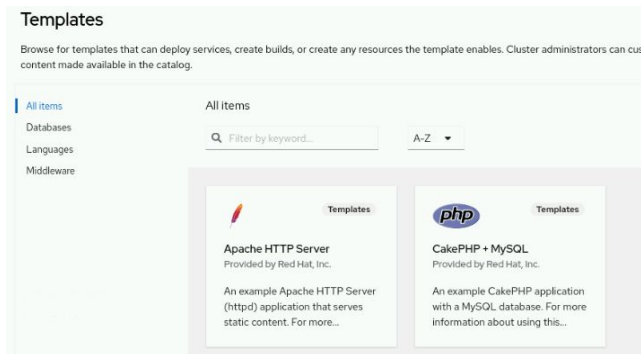 Templates
Browse for templates that can deploy services, create builds, or create any resources the template enables. Cluster administrators can cus
content made available in the catalog.
All items
Databases
Languages
Middleware
All items
Filter by keyword...
A-Z
Templates
Apache HTTP Server
Provided by Red Hat, Inc.
An example Apache HTTP Server
(httpd) application that serves
static content. For more...
php
Templates
CakePHP + MySQL
Provided by Red Hat, Inc.
An example CakePHP application
with a MySQL database. For more
information about using this...